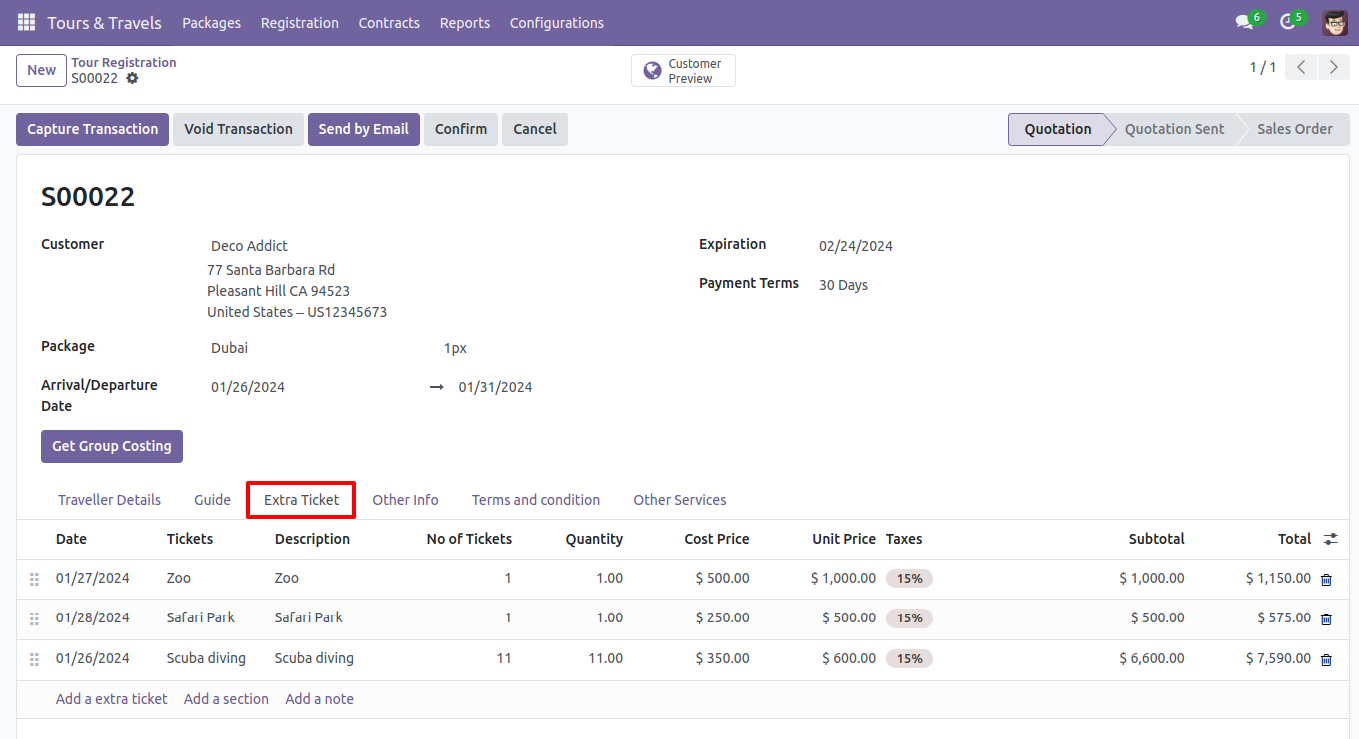 Tours & Travels Packages Registration Contracts Reports Configurations 6 5
New Tour Registration
S00022
Customer Preview
1 / 1
Capture Transaction Void Transaction Send by Email Confirm Cancel Quotation Quotation Sent Sales Order
S00022
Customer Deco Addict Expiration 02/24/2024
77 Santa Barbara Rd
Pleasant Hill CA 94523 Payment Terms 30 Days
United States – US12345673
Package Dubai 1px
Arrival/Departure Date 01/26/2024 → 01/31/2024
Get Group Costing
Traveller Details Guide Extra Ticket Other Info Terms and condition Other Services
Date Tickets Description No of Tickets Quantity Cost Price Unit Price Taxes Subtotal Total
01/27/2024 Zoo Zoo 1 1.00 $ 500.00 $ 1,000.00 15% $ 1,000.00 $ 1,150.00
01/28/2024 Safari Park Safari Park 1 1.00 $ 250.00 $ 500.00 15% $ 500.00 $ 575.00
01/26/2024 Scuba diving Scuba diving 11 11.00 $ 350.00 $ 600.00 15% $ 6,600.00 $ 7,590.00
Add a extra ticket Add a section Add a note